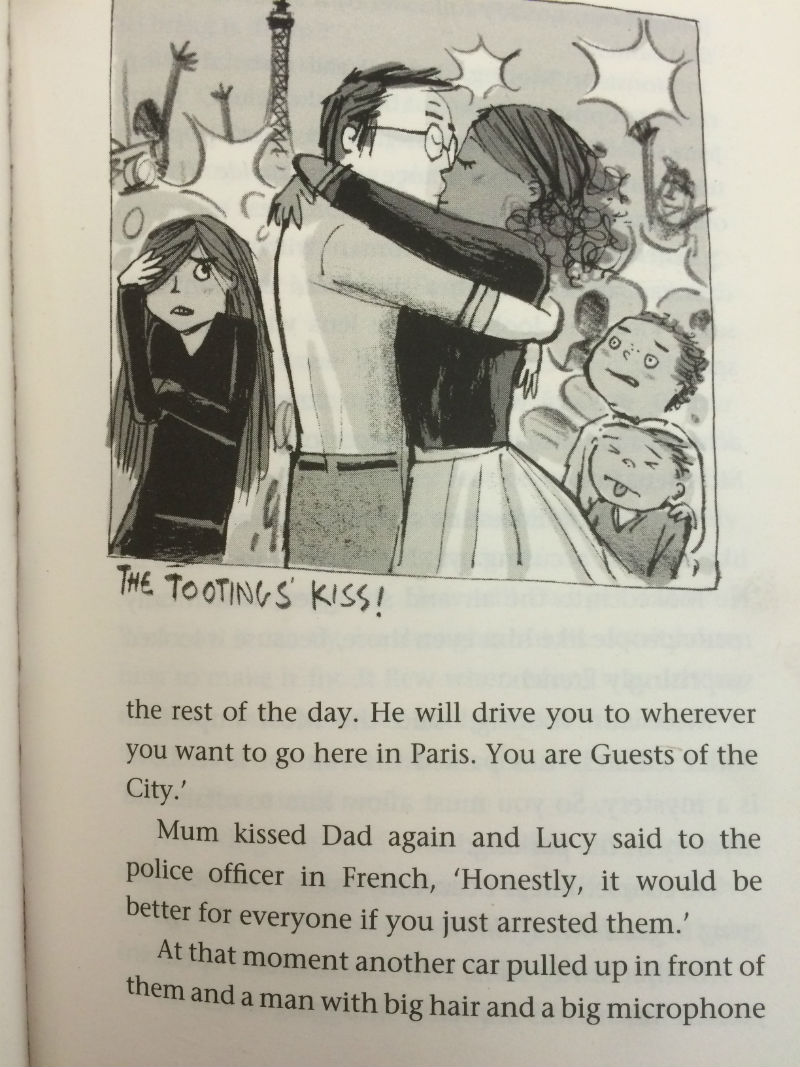 THE TOOTINGS' KISS!
the rest of the day. He will drive you to wherever
you want to go here in Paris. You are Guests of the
City.'
Mum kissed Dad again and Lucy said to the
police officer in French, 'Honestly, it would be
better for everyone if you just arrested them.'
At that moment another car pulled up in front of
them and a man with big hair and a big microphone